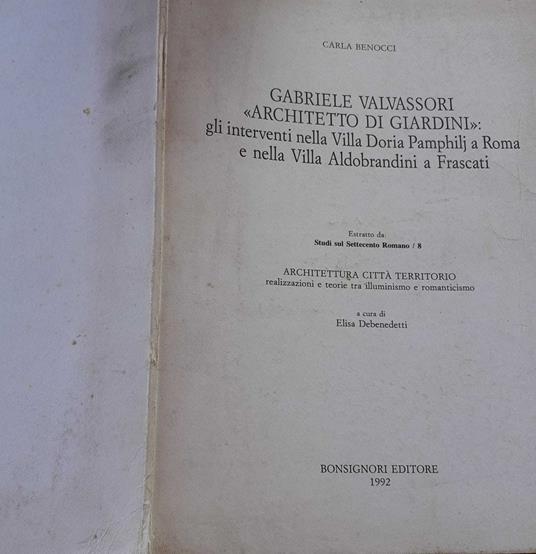 CARLA BENOCCI
GABRIELE VALVASSORI
«ARCHITETTO DI GIARDINI»:
gli interventi nella Villa Doria Pamphilj a Roma
e nella Villa Aldobrandini a Frascati
Estratto da:
Studi sul Settecento Romano / 8
ARCHITETTURA CITTÀ TERRITORIO
realizzazioni e teorie tra illuminismo e romanticismo
a cura di
Elisa Debenedetti
BONSIGNORI EDITORE
1992